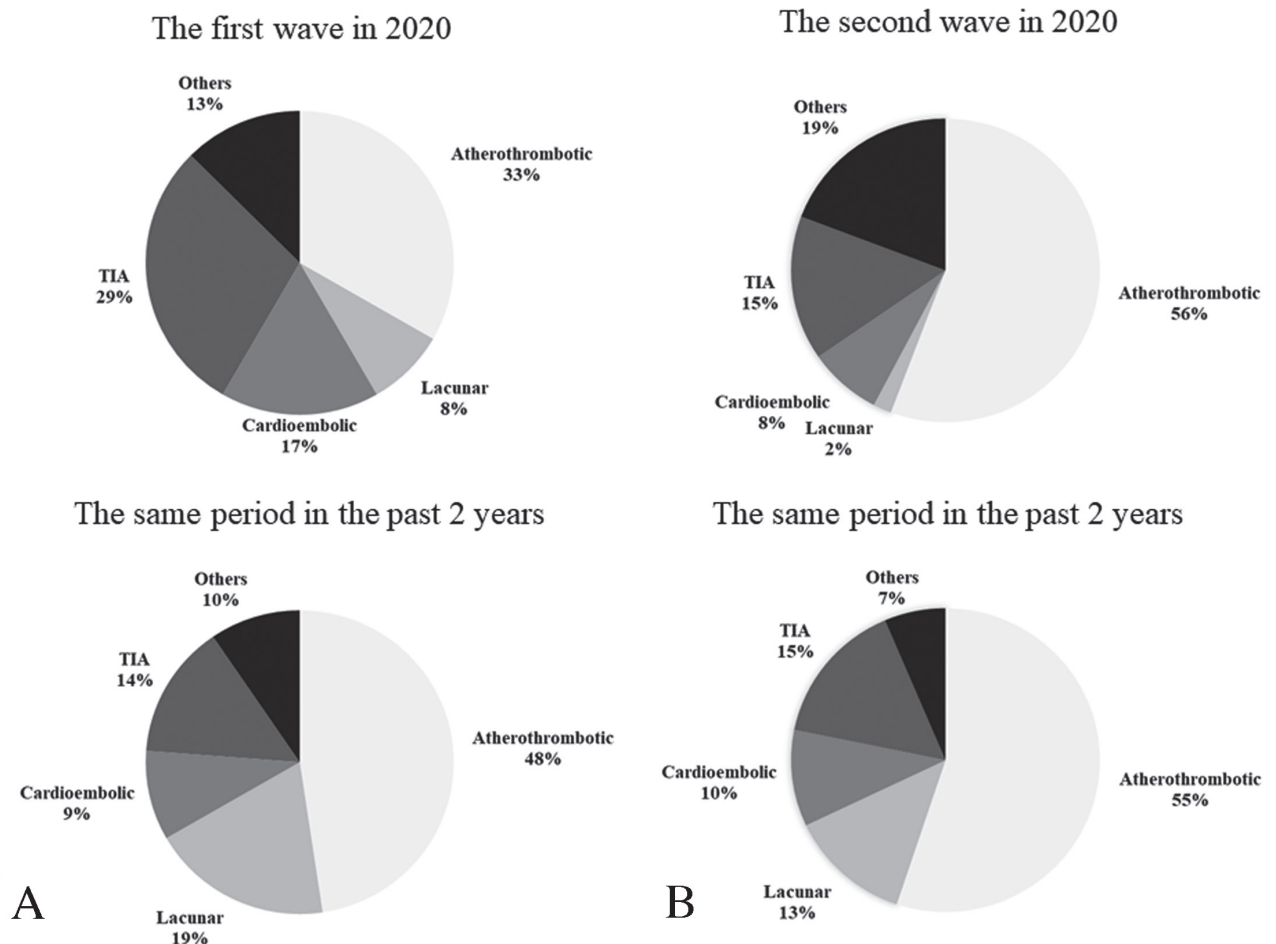 The first wave in 2020
Others
13%
Atherothrombotic
33%
TIA
29%
Lacunar
8%
Cardioembolic
17%
The second wave in 2020
Others
19%
TIA
15%
Atherothrombotic
56%
Cardioembolic
8%
Lacunar
2%
The same period in the past 2 years
Others
10%
TIA
14%
Atherothrombotic
48%
Cardioembolic
9%
Lacunar
19%
A
The same period in the past 2 years
Others
7%
TIA
15%
Cardioembolic
10%
Atherothrombotic
55%
Lacunar
13%
B